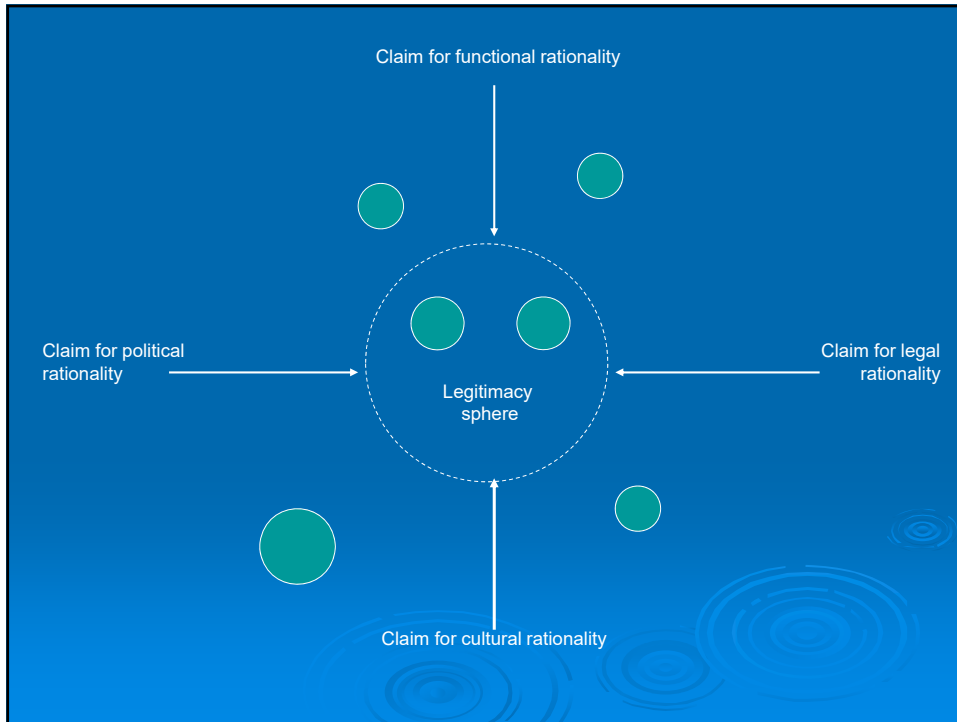 Claim for functional rationality
Claim for political
rationality
Claim for legal
rationality
Legitimacy
sphere
Claim for cultural rationality